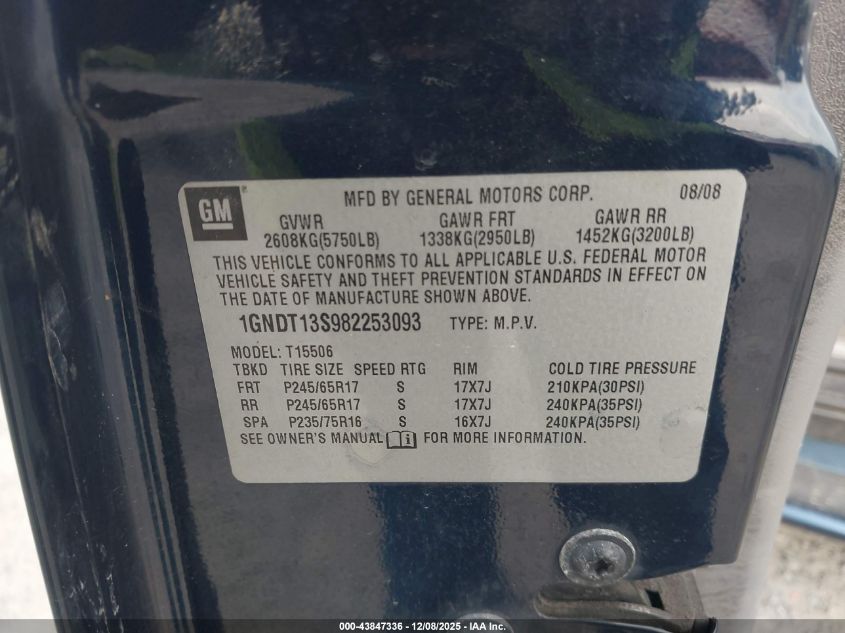 GM MFD BY GENERAL MOTORS CORP. 08/08
GVWR GAWR FRT GAWR RR
2608KG(5750LB) 1338KG(2950LB) 1452KG(3200LB)
THIS VEHICLE CONFORMS TO ALL APPLICABLE U.S. FEDERAL MOTOR
VEHICLE SAFETY AND THEFT PREVENTION STANDARDS IN EFFECT ON
THE DATE OF MANUFACTURE SHOWN ABOVE.
1GNDT13S982253093 TYPE: M.P.V.
MODEL: T15506
TBKD TIRE SIZE SPEED RTG RIM COLD TIRE PRESSURE
FRT P245/65R17 S 17X7J 210KPA(30PSI)
RR P245/65R17 S 17X7J 240KPA(35PSI)
SPA P235/75R16 S 16X7J 240KPA(35PSI)
SEE OWNER'S MANUAL i FOR MORE INFORMATION.
000-43847336 - 12/08/2025 - IAA Inc.